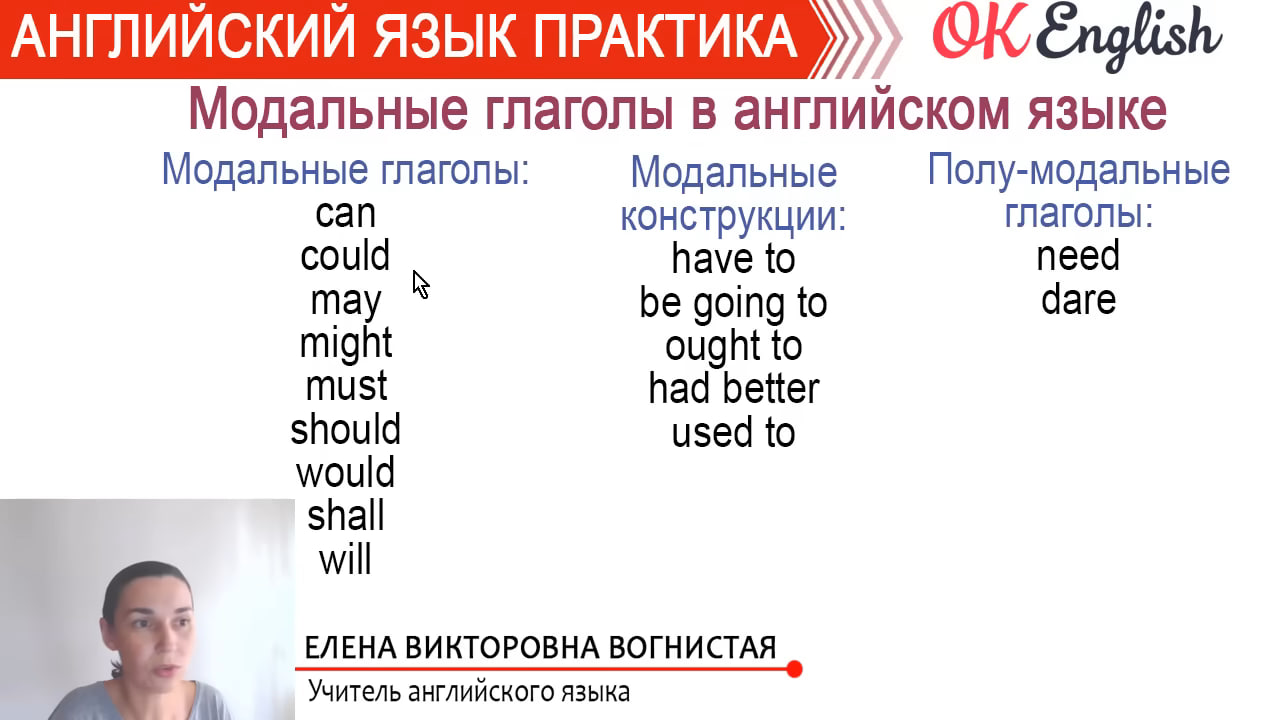 АНГЛИЙСКИЙ ЯЗЫК ПРАКТИКА
OK English
Модальные глаголы в английском языке
Модальные глаголы:
can
could
may
might
must
should
would
shall
will
Модальные
конструкции:
have to
be going to
ought to
had better
used to
Полу-модальные
глаголы:
need
dare
ЕЛЕНА ВИКТОРОВНА ВОГНИСТАЯ
Учитель английского языка